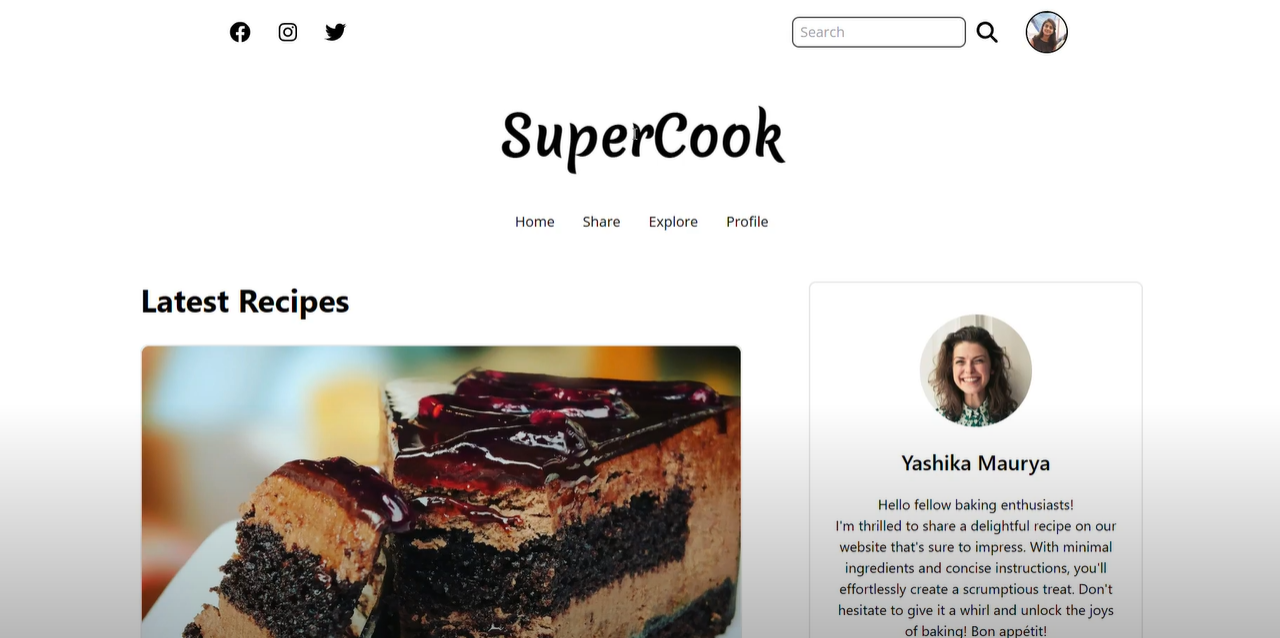 Search
SuperCook
Home Share Explore Profile
Latest Recipes
Yashika Maurya
Hello fellow baking enthusiasts!
I'm thrilled to share a delightful recipe on our
website that's sure to impress. With minimal
ingredients and concise instructions, you'll
effortlessly create a scrumptious treat. Don't
hesitate to give it a whirl and unlock the joys
of baking! Bon appétit!